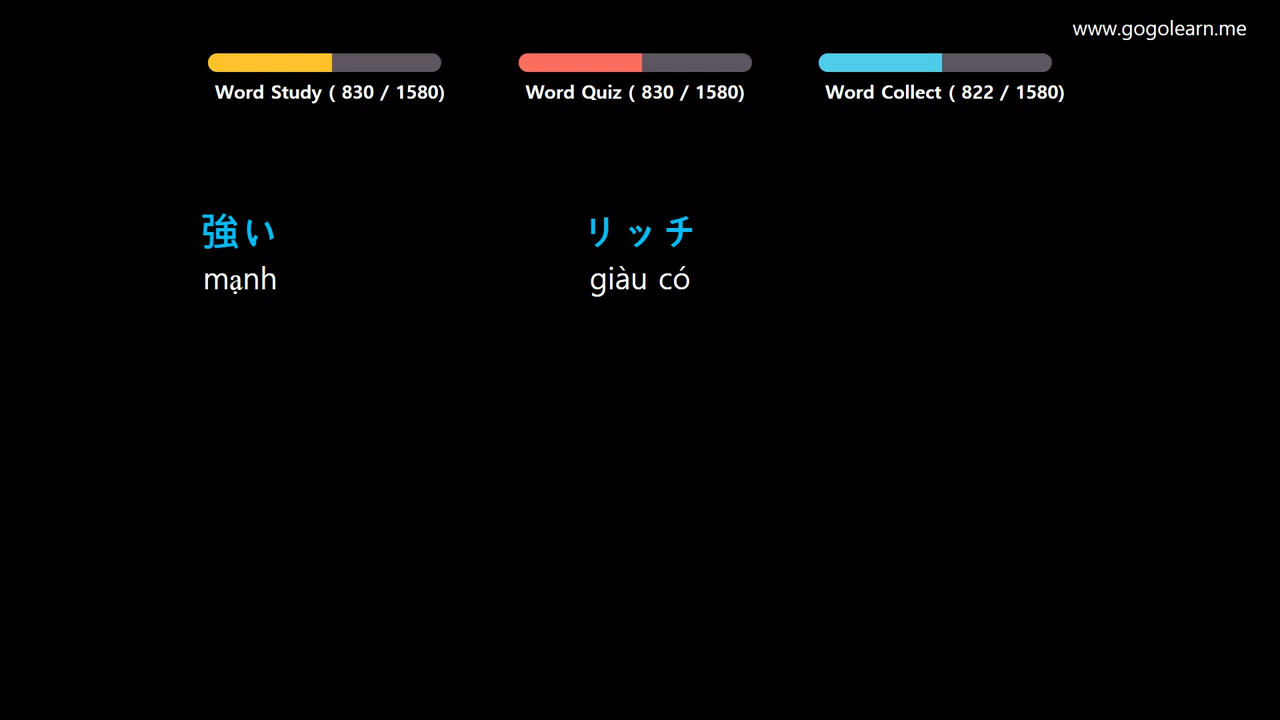 www.gogolearn.me
Word Study ( 830 / 1580)
Word Quiz ( 830 / 1580)
Word Collect ( 822 / 1580)
強い
mạnh
リッチ
giàu có